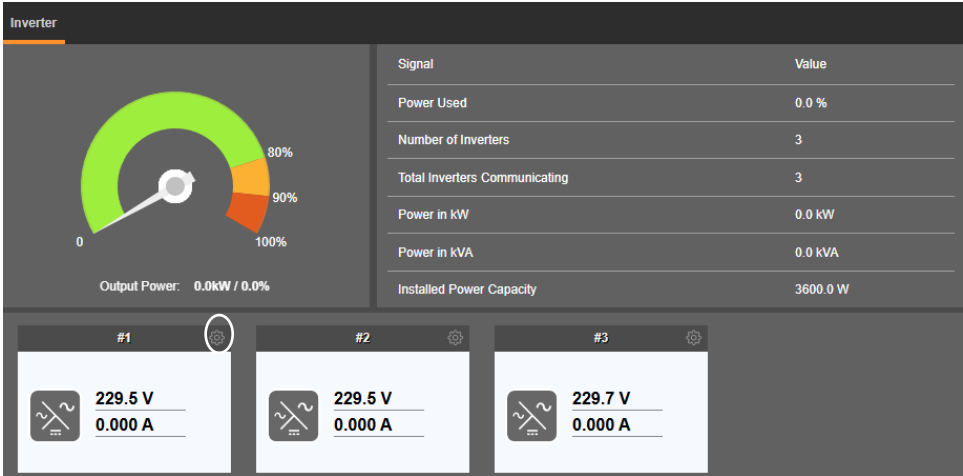 Inverter
80%
90%
0
100%
Output Power: 0.0kW / 0.0%
Signal Value
Power Used 0.0 %
Number of Inverters 3
Total Inverters Communicating 3
Power in kW 0.0 kW
Power in kVA 0.0 kVA
Installed Power Capacity 3600.0 W
#1
229.5 V
0.000 A
#2
229.5 V
0.000 A
#3
229.7 V
0.000 A